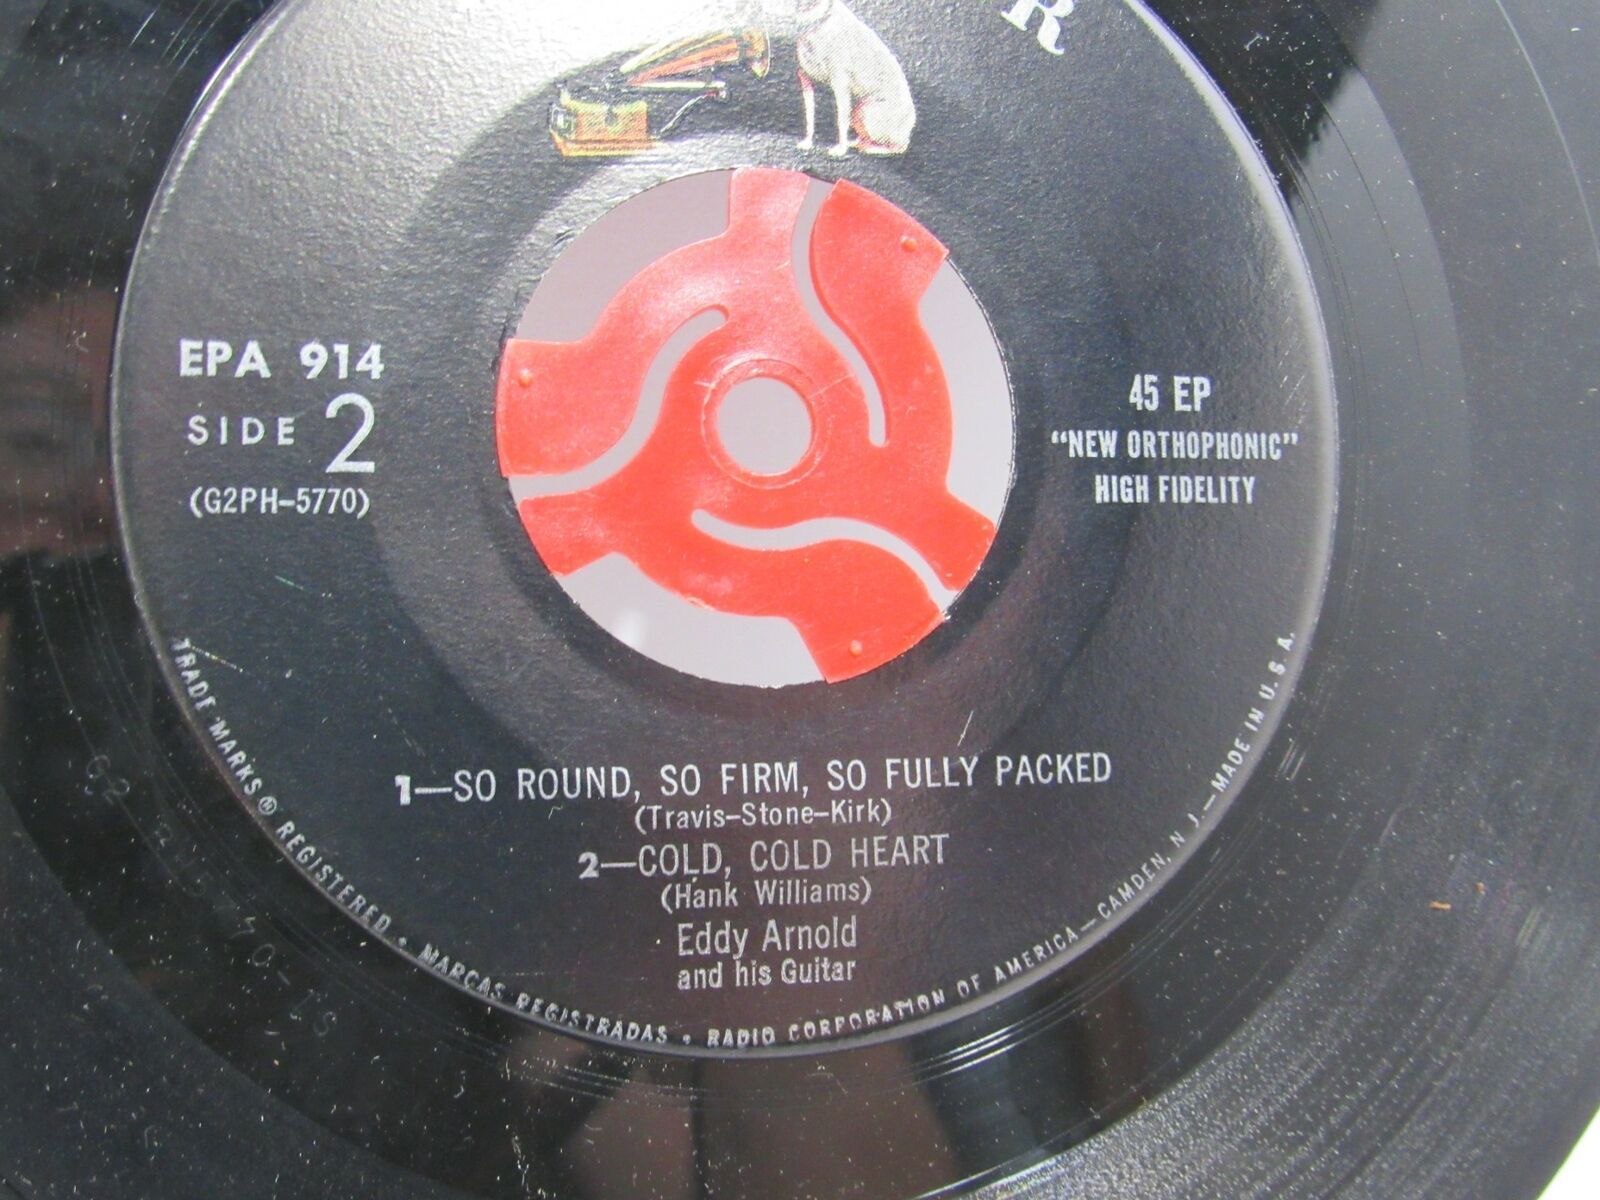 R
EPA 914
SIDE 2
(G2PH-5770)
45 EP
"NEW ORTHOPHONIC"
HIGH FIDELITY
1—SO ROUND, SO FIRM, SO FULLY PACKED
(Travis-Stone-Kirk)
2—COLD, COLD HEART
(Hank Williams)
Eddy Arnold
and his Guitar
TRADE MARKS ® REGISTERED • MARCAS REGISTRADAS • RADIO CORPORATION OF AMERICA—CAMDEN, N. J.—MADE IN U. S. A.